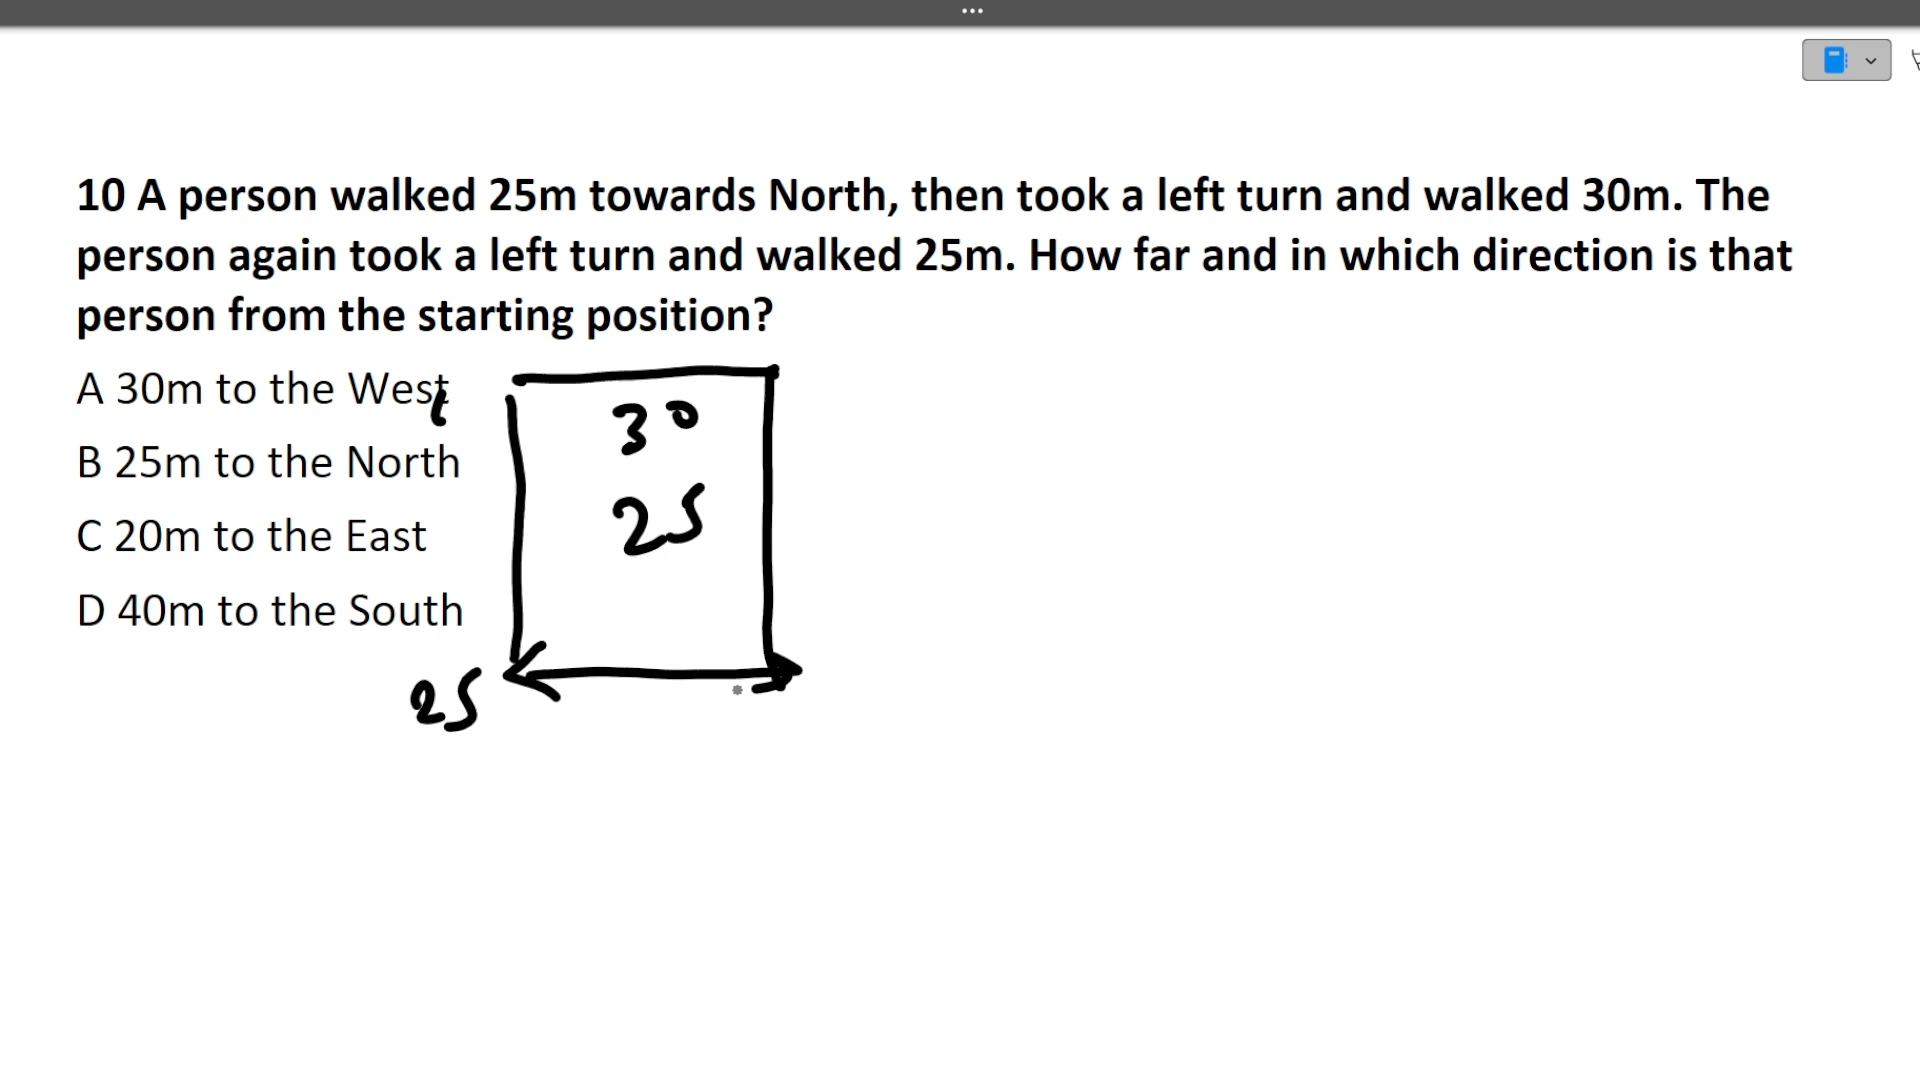 10 A person walked 25m towards North, then took a left turn and walked 30m. The
person again took a left turn and walked 25m. How far and in which direction is that
person from the starting position?
A 30m to the West
B 25m to the North
C 20m to the East
D 40m to the South
30
25
25